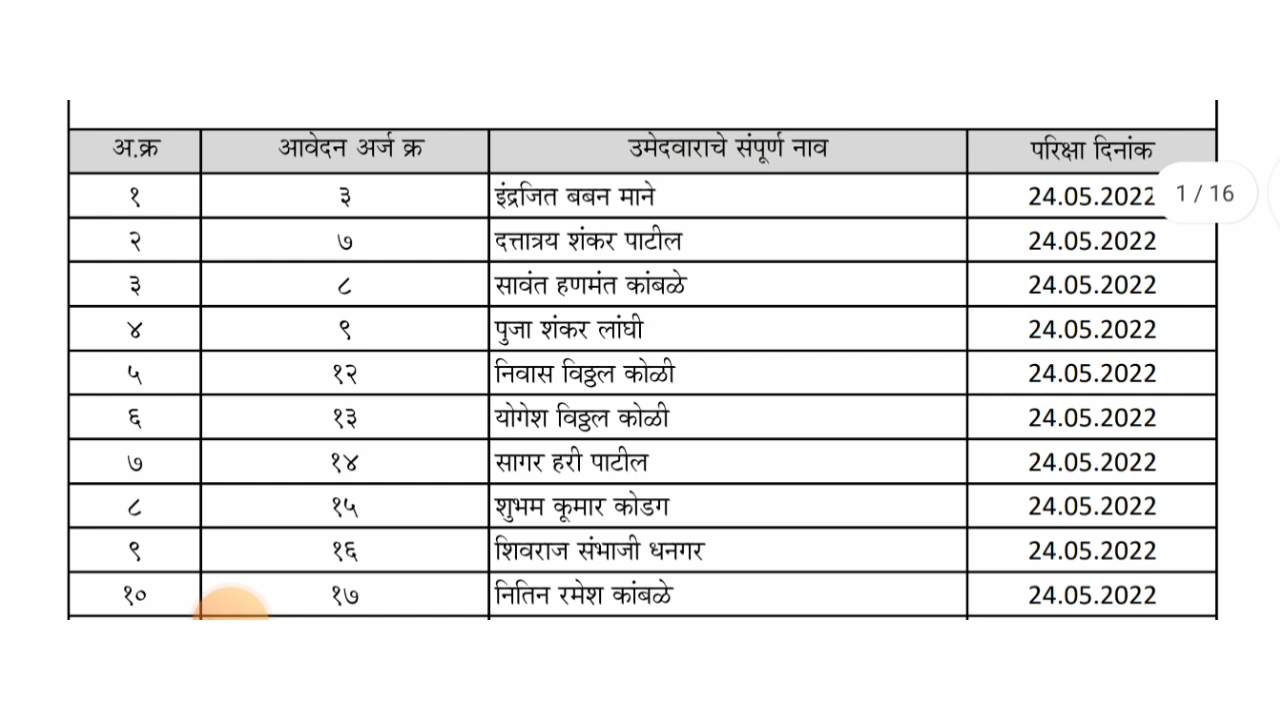 अ.क्र आवेदन अर्ज क्र उमेदवाराचे संपूर्ण नाव परिक्षा दिनांक
१ ३ इंद्रजित बबन माने 24.05.2022
1 / 16
२ ७ दत्तात्रय शंकर पाटील 24.05.2022
३ ८ सावंत हणमंत कांबळे 24.05.2022
४ ९ पुजा शंकर लांघी 24.05.2022
५ १२ निवास विठ्ठल कोळी 24.05.2022
६ १३ योगेश विठ्ठल कोळी 24.05.2022
७ १४ सागर हरी पाटील 24.05.2022
८ १५ शुभम कूमार कोडग 24.05.2022
९ १६ शिवराज संभाजी धनगर 24.05.2022
१० १७ नितिन रमेश कांबळे 24.05.2022